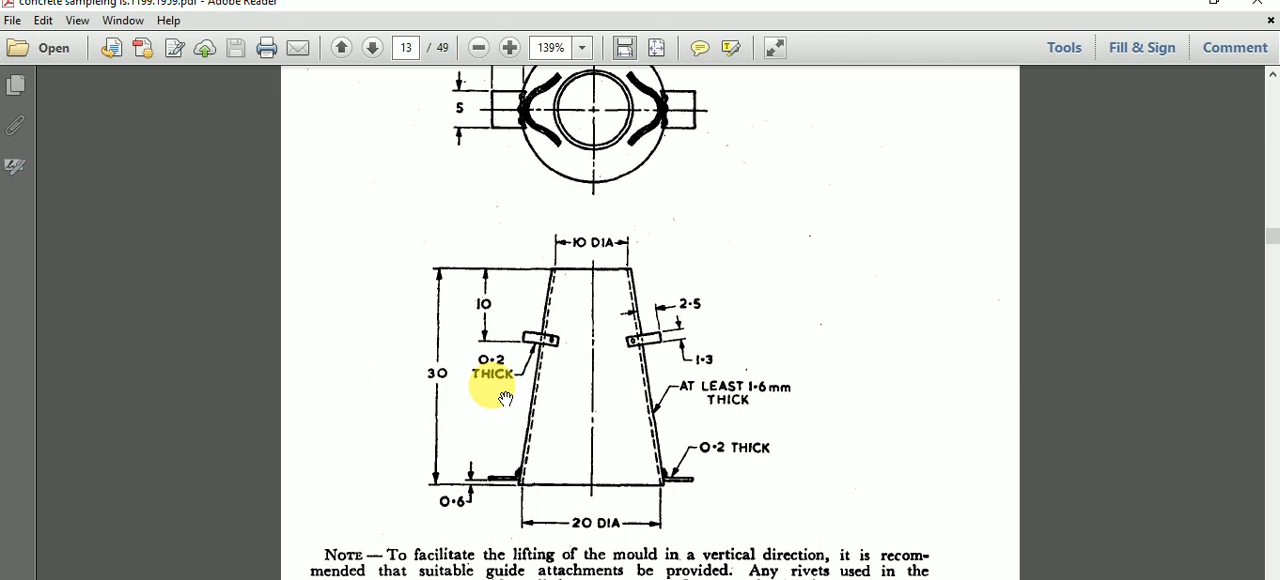 concrete sampleing is.1199.1959.pdf - Adobe Reader
File Edit View Window Help
Open 13 / 49 139% Tools Fill & Sign Comment
5
10 DIA
10
2·5
0·2
THICK
1·3
30
AT LEAST 1·6mm
THICK
0·2 THICK
0·6
20 DIA
NOTE — To facilitate the lifting of the mould in a vertical direction, it is recom-
mended that suitable guide attachments be provided. Any rivets used in the